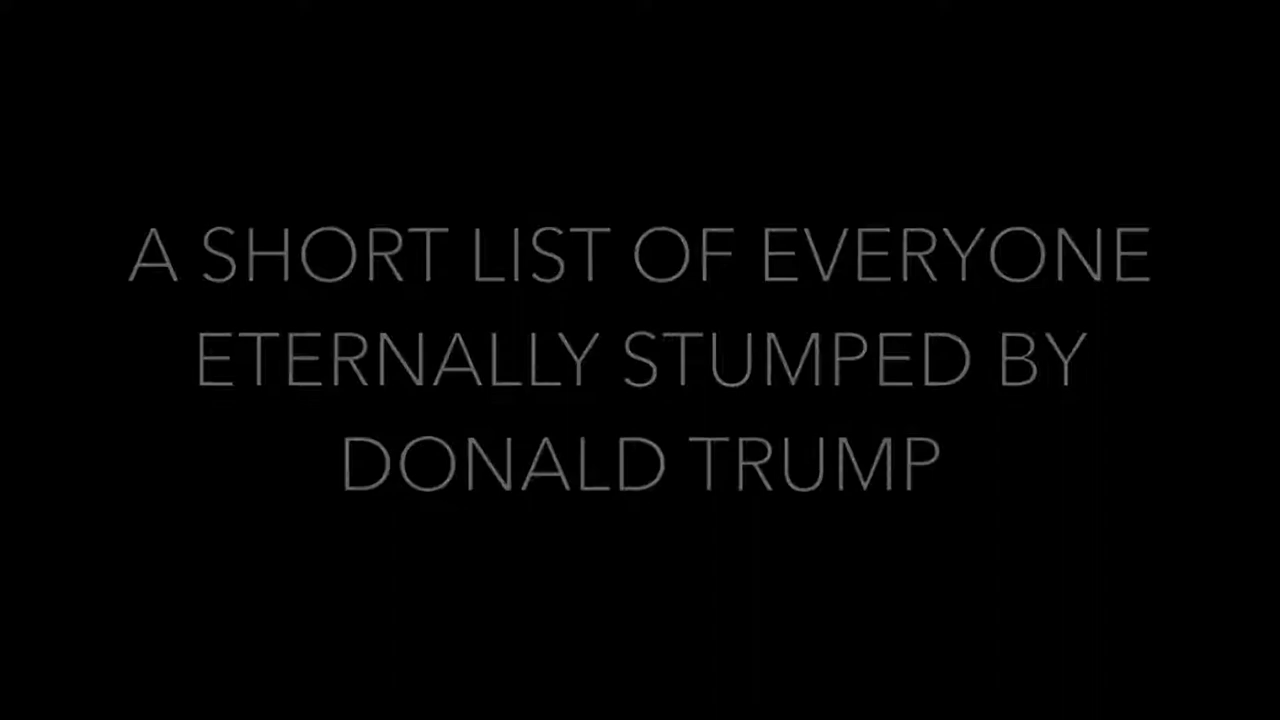 A SHORT LIST OF EVERYONE
ETERNALLY STUMPED BY
DONALD TRUMP